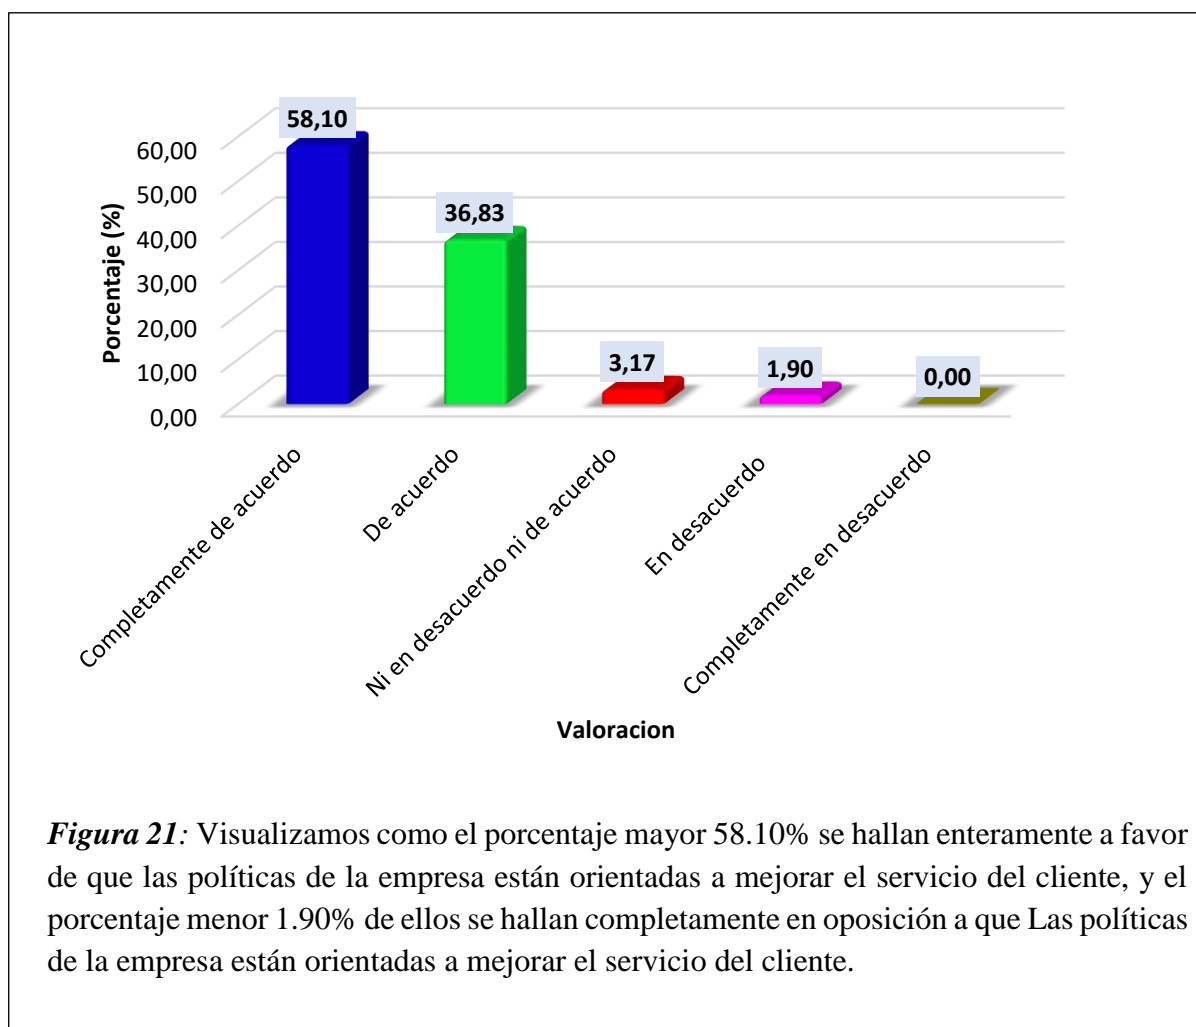 58,10
60,00
50,00
36,83
40,00
30,00
20,00
3,17
1,90
0,00
10,00
0,00
Porcentaje (%)
Completamente de acuerdo
De acuerdo
Ni en desacuerdo ni de acuerdo
En desacuerdo
Completamente en desacuerdo
Valoracion
Figura 21: Visualizamos como el porcentaje mayor 58.10% se hallan enteramente a favor
de que las políticas de la empresa están orientadas a mejorar el servicio del cliente, y el
porcentaje menor 1.90% de ellos se hallan completamente en oposición a que Las políticas
de la empresa están orientadas a mejorar el servicio del cliente.